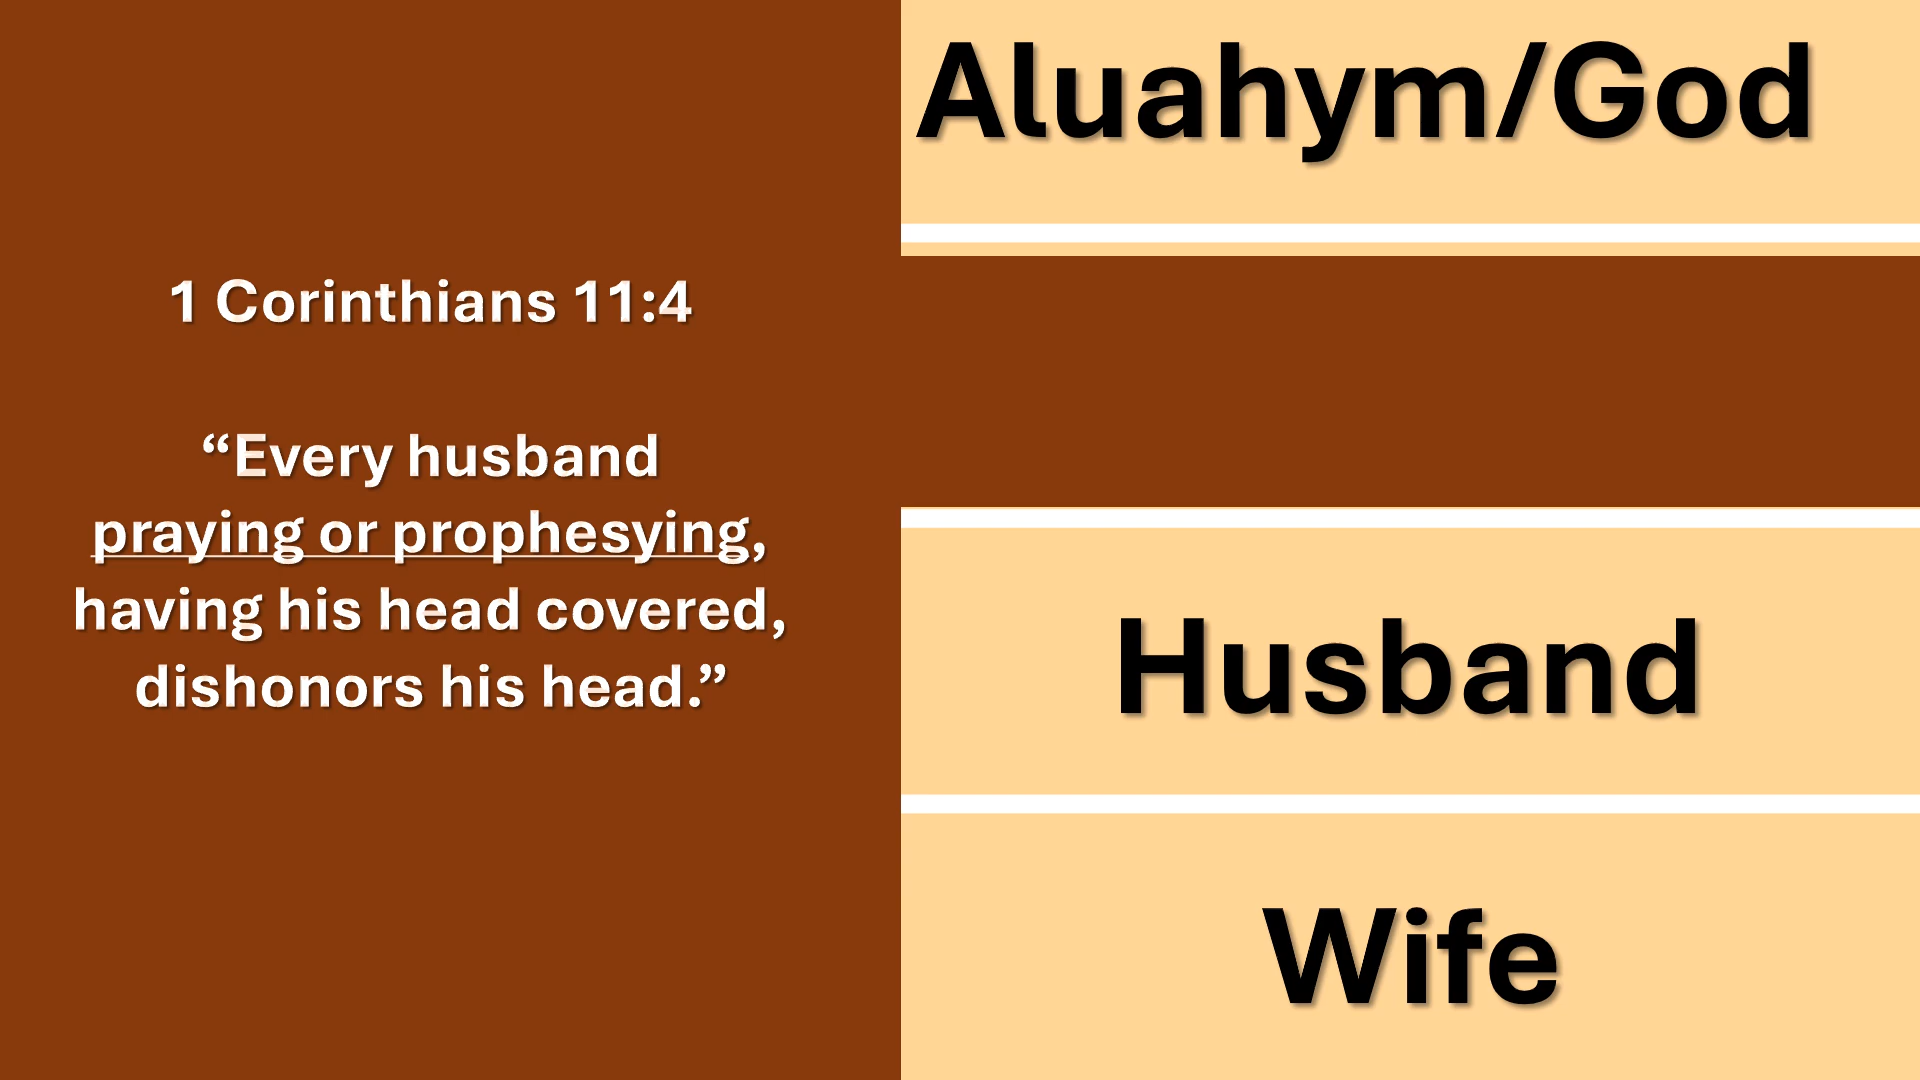 1 Corinthians 11:4
“Every husband
praying or prophesying,
having his head covered,
dishonors his head.”
Aluahym/God
Husband
Wife